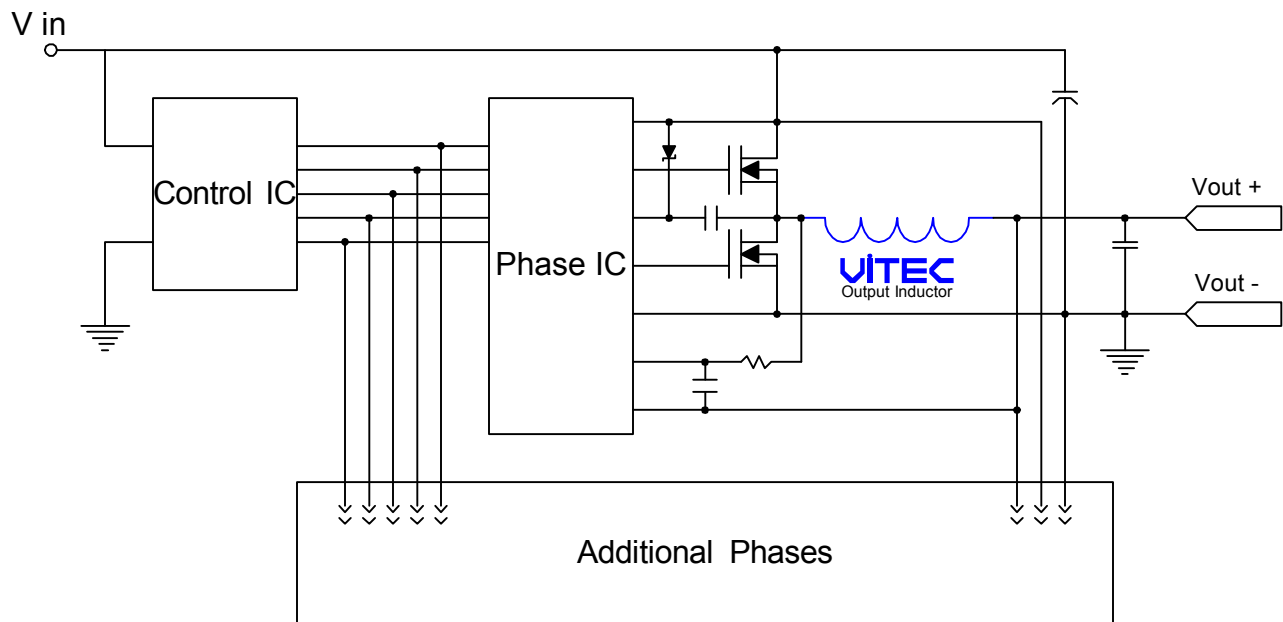 V in
Control IC
Phase IC
Vout +
ViTEC
Output Inductor
Vout -
Additional Phases